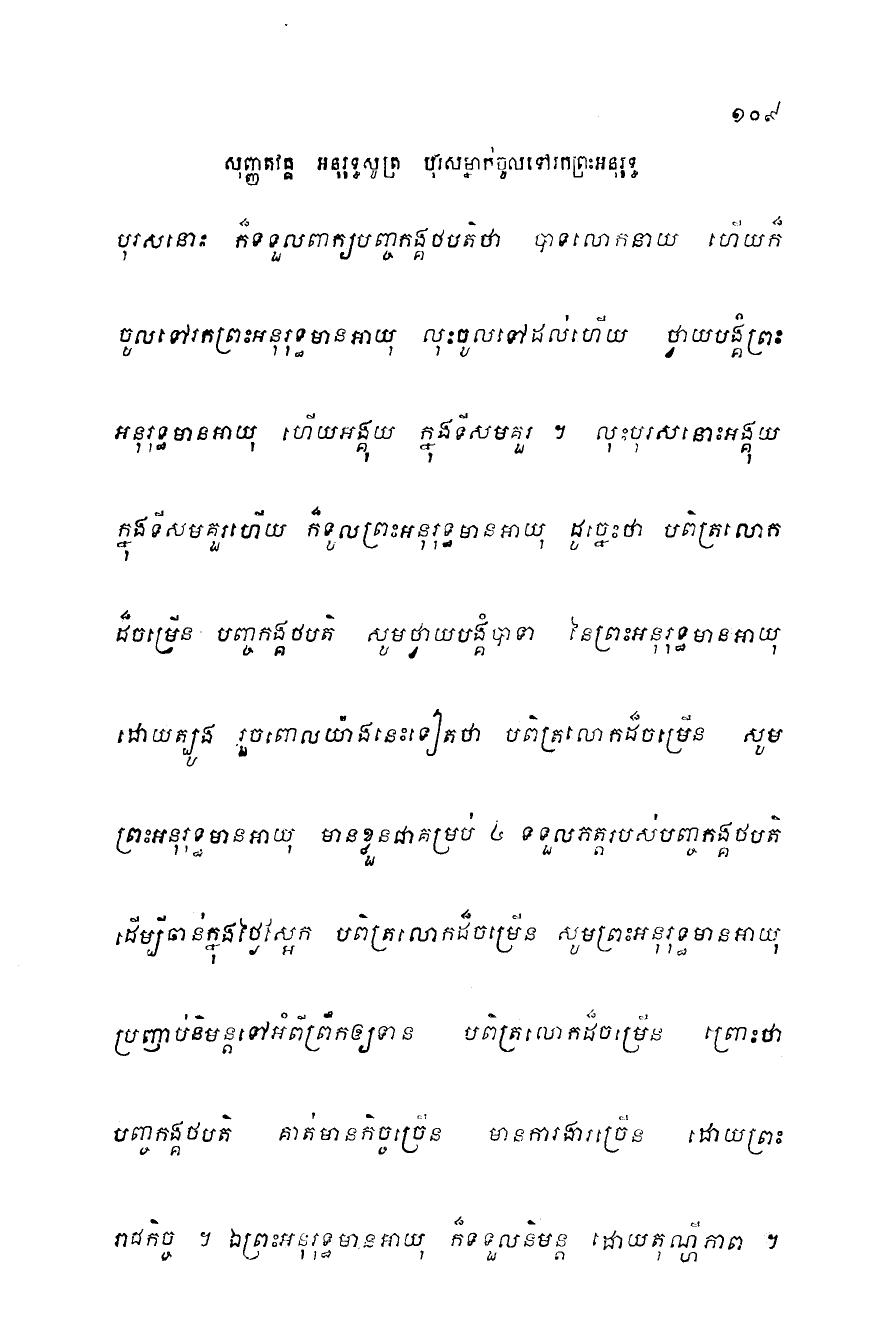 ១០៩
សុញ្ញតវគ្គ អនុរុទ្ធសូត្រ បុរសម្នាក់ចូលទៅរកព្រះអនុរុទ្ធ
បុរសនោះ ក៏ទទួលពាក្យបញ្ចកង្គថបតិថា បាទលោកនាយ ហើយក៏
ចូលទៅរកព្រះអនុរុទ្ធមានអាយុ លុះចូលទៅដល់ហើយ ថ្វាយបង្គំព្រះ
អនុរុទ្ធមានអាយុ ហើយអង្គុយ ក្នុងទីសមគួរ ។ លុះបុរសនោះអង្គុយ
ក្នុងទីសមគួរហើយ ក៏ទូលព្រះអនុរុទ្ធមានអាយុ ដូច្នេះថា បពិត្រលោក
ដ៏ចម្រើន បញ្ចកង្គថបតិ សូមថ្វាយបង្គំបាទា នៃព្រះអនុរុទ្ធមានអាយុ
ដោយត្បូង រួចពោលយ៉ាងនេះទៀតថា បពិត្រលោកដ៏ចម្រើន សូម
ព្រះអនុរុទ្ធមានអាយុ មានខ្លួនជាគម្រប់ ៤ ទទួលភត្តរបស់បញ្ចកង្គថបតិ
ដើម្បីឆាន់ក្នុងថ្ងៃស្អែក បពិត្រលោកដ៏ចម្រើន សូមព្រះអនុរុទ្ធមានអាយុ
ប្រញាប់និមន្តទៅអំពីព្រឹកឲ្យទាន បពិត្រលោកដ៏ចម្រើន ព្រោះថា
បញ្ចកង្គថបតិ គាត់មានកិច្ចច្រើន មានការងារច្រើន ដោយព្រះ
រាជកិច្ច ។ ឯព្រះអនុរុទ្ធមានអាយុ ក៏ទទួលនិមន្ត ដោយតុណ្ហីភាព ។